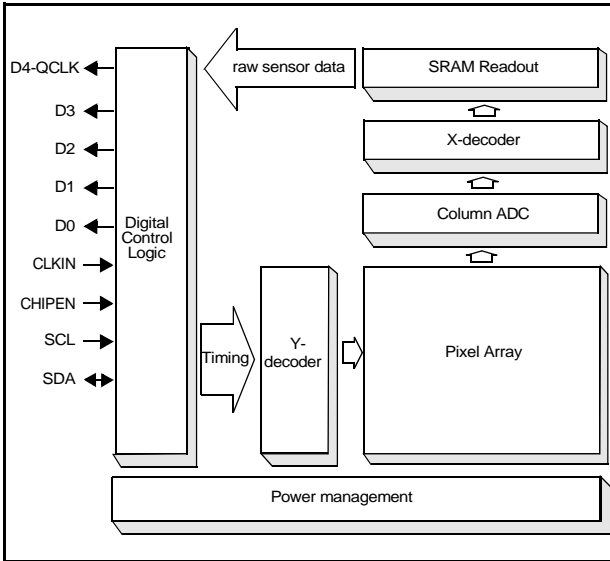 D4-QCLK
D3
D2
D1
D0
CLKIN
CHIPEN
SCL
SDA
Digital
Control
Logic
raw sensor data
SRAM Readout
X-decoder
Column ADC
Timing
Y-
decoder
Pixel Array
Power management